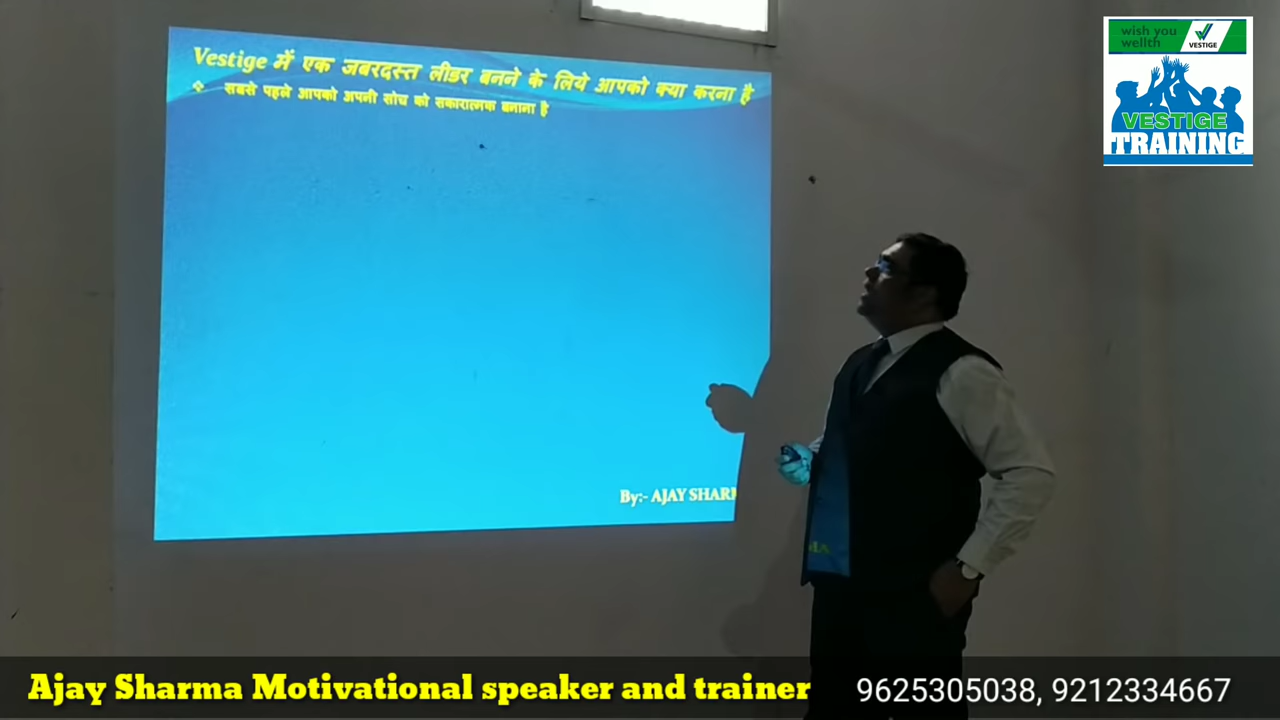 Vestige में एक जबरदस्त लीडर बनने के लिये आपको क्या करना है
सबसे पहले आपको अपनी सोच को सकारात्मक बनाना है
By:- AJAY SHARMA
wish you wellth
VESTIGE
VESTIGE
TRAINING
Ajay Sharma Motivational speaker and trainer
9625305038, 9212334667